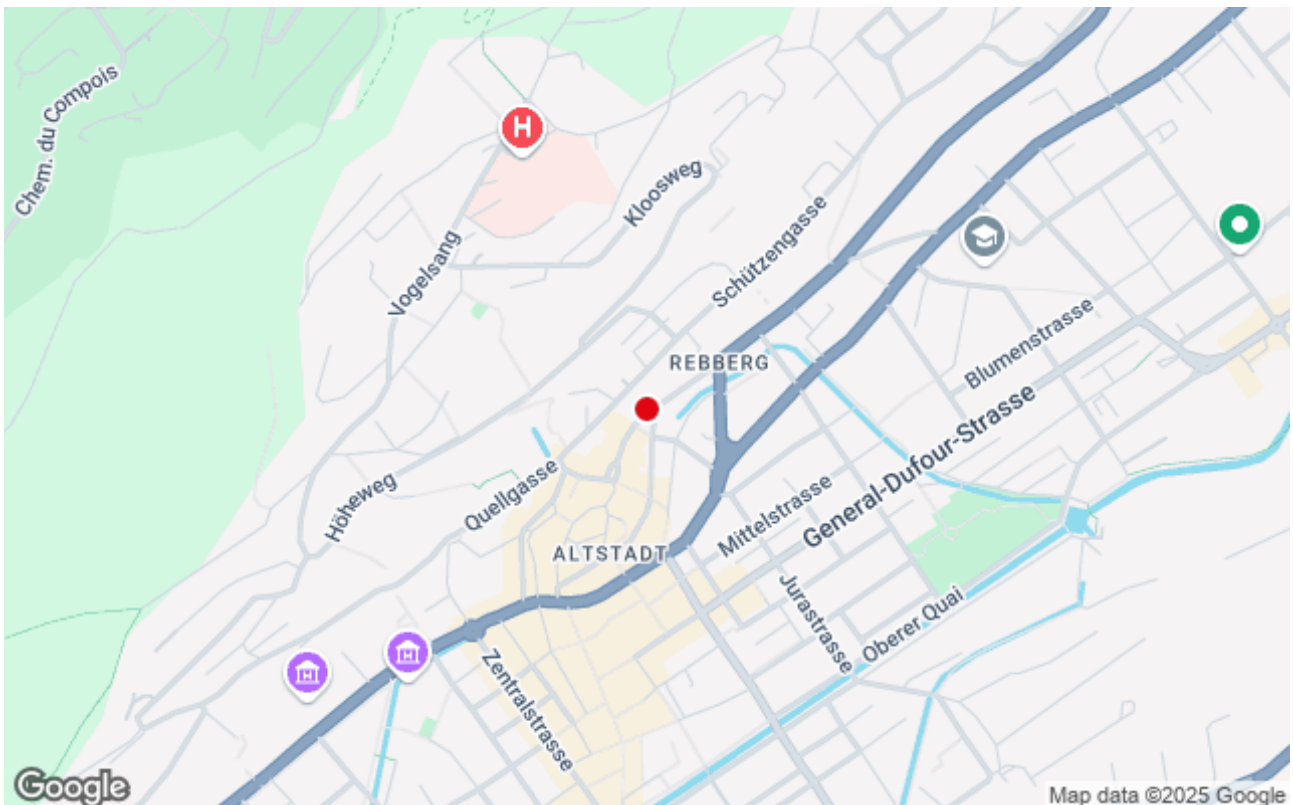 Chem. du Compois
H
Kloosweg
Vogelsang
Schützengasse
REBBERG
Blumenstrasse
General-Dufour-Strasse
Höheweg
Quellgasse
Mittelstrasse
ALTSTADT
Jurastrasse
Oberer Quai
Zentralstrasse
Google
Map data ©2025 Google